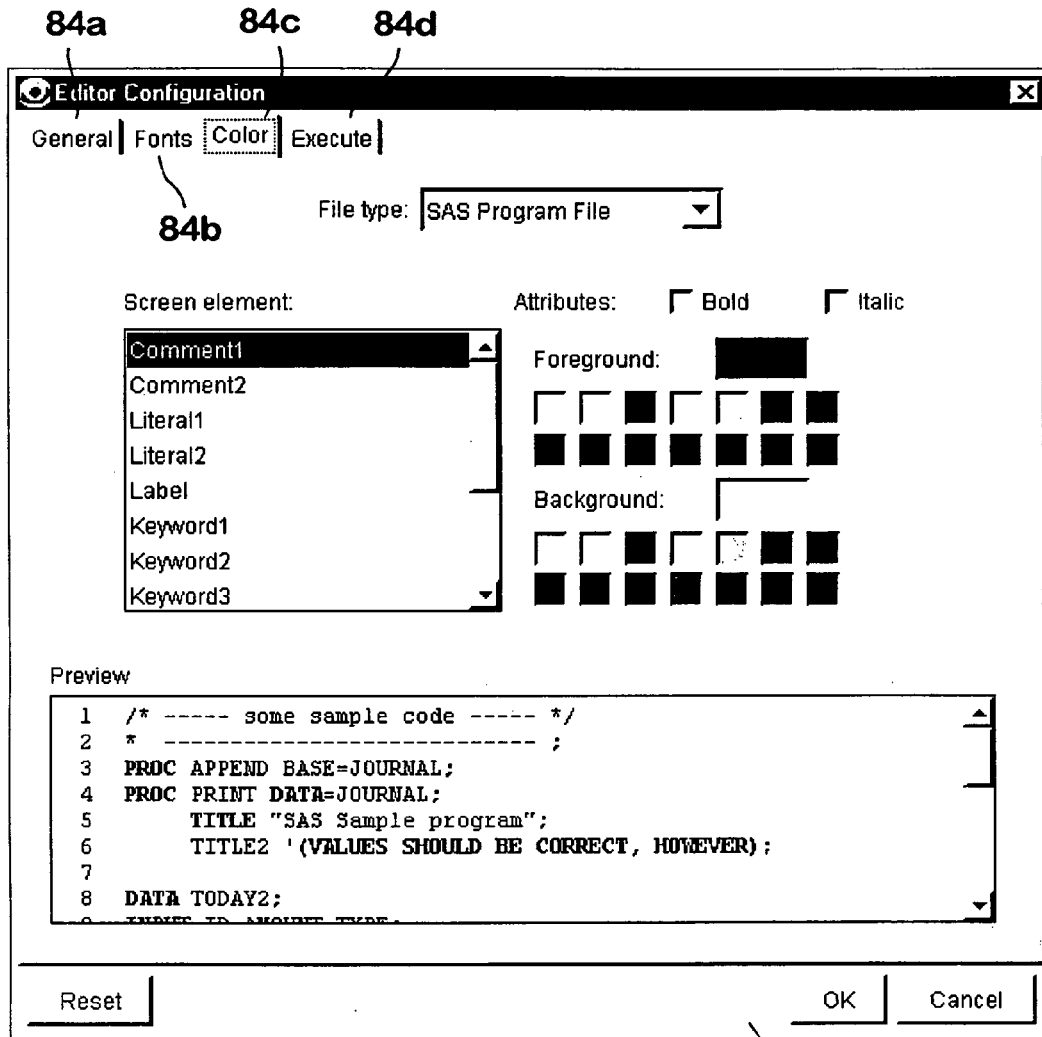 84a 84c 84d
Editor Configuration
General Fonts Color Execute
84b
File type: SAS Program File
Screen element:
Attributes: Bold Italic
Comment1
Comment2
Literal1
Literal2
Label
Keyword1
Keyword2
Keyword3
Foreground:
Background:
Preview
1 /* ----- some sample code ----- */
2 * ---------------------------- ;
3 PROC APPEND BASE=JOURNAL;
4 PROC PRINT DATA=JOURNAL;
5 TITLE "SAS Sample program";
6 TITLE2 '(VALUES SHOULD BE CORRECT, HOWEVER);
7
8 DATA TODAY2;
Reset OK Cancel